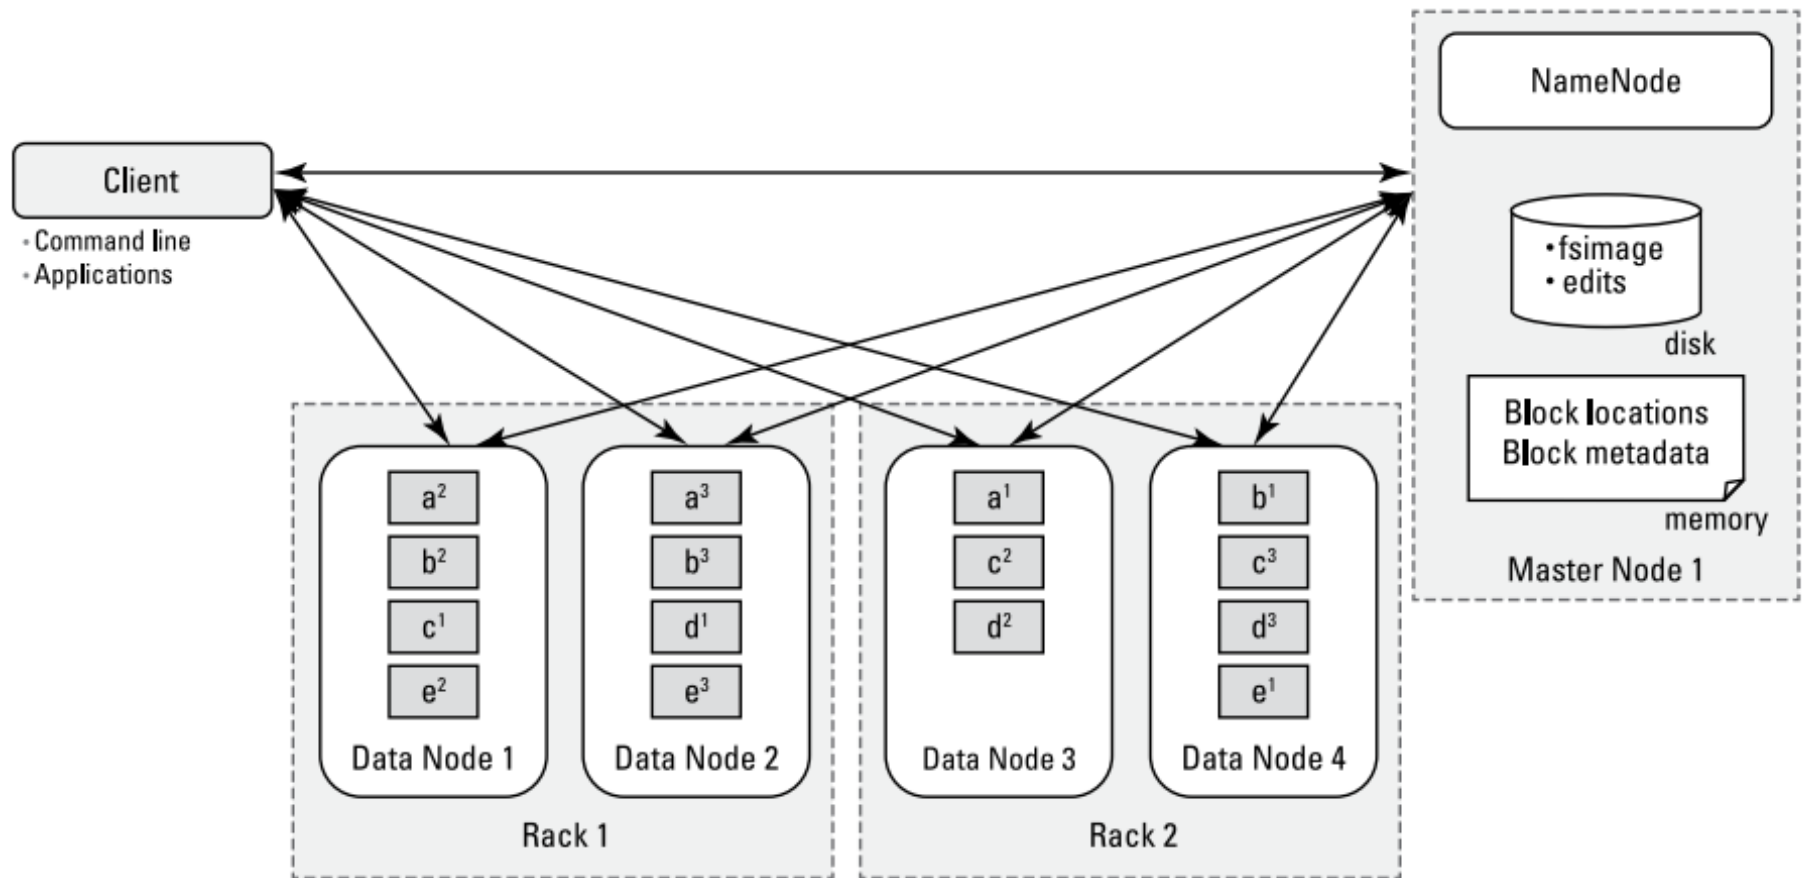 NameNode
Client
• Command line
• Applications
• fsimage
• edits
disk
Block locations
Block metadata
memory
Master Node 1
a²
b²
c¹
e²
Data Node 1
a³
b³
d¹
e³
Data Node 2
Rack 1
a¹
c²
d²
Data Node 3
b¹
c³
d³
e¹
Data Node 4
Rack 2